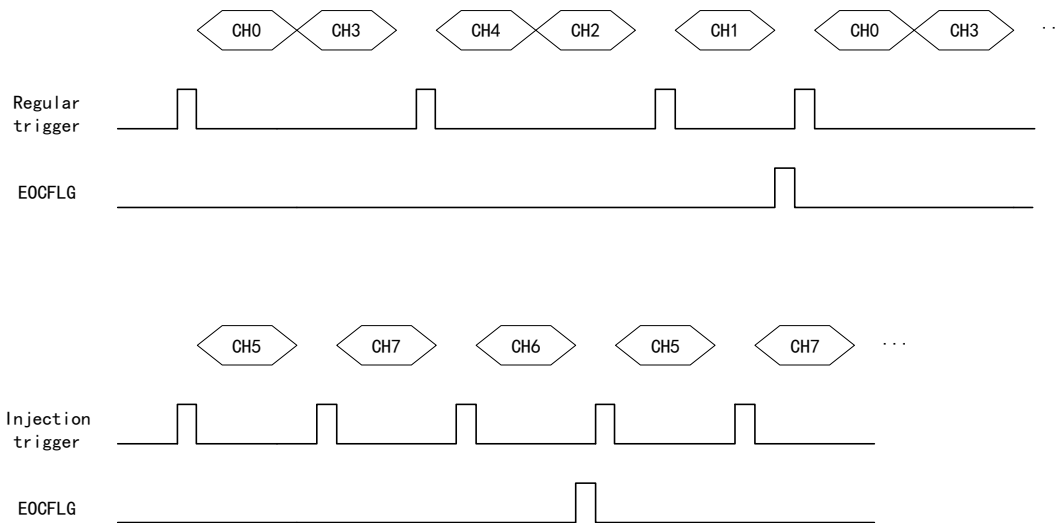 CH0 CH3 CH4 CH2 CH1 CH0 CH3 ··
Regular
trigger
EOCFLG
CH5 CH7 CH6 CH5 CH7 ···
Injection
trigger
EOCFLG